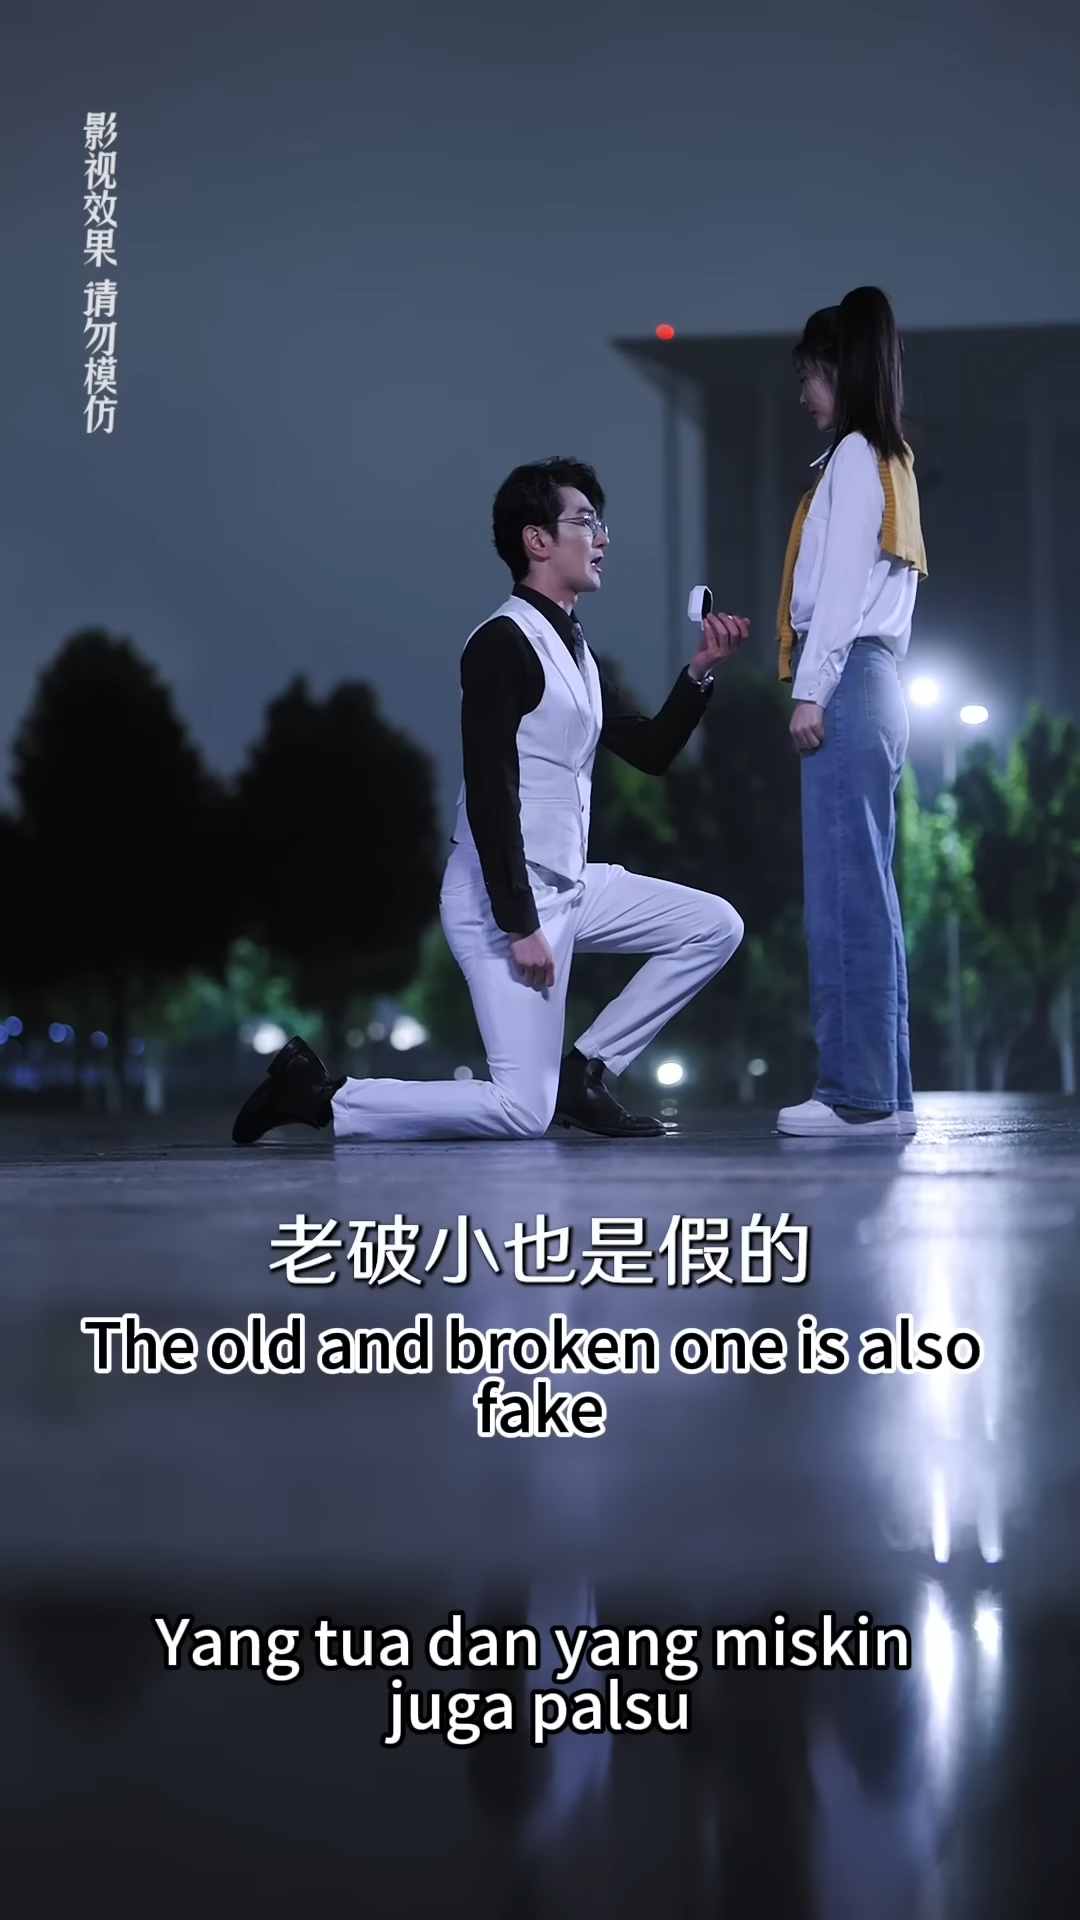 影视效果 请勿模仿
老破小也是假的
The old and broken one is also
fake
Yang tua dan yang miskin
juga palsu